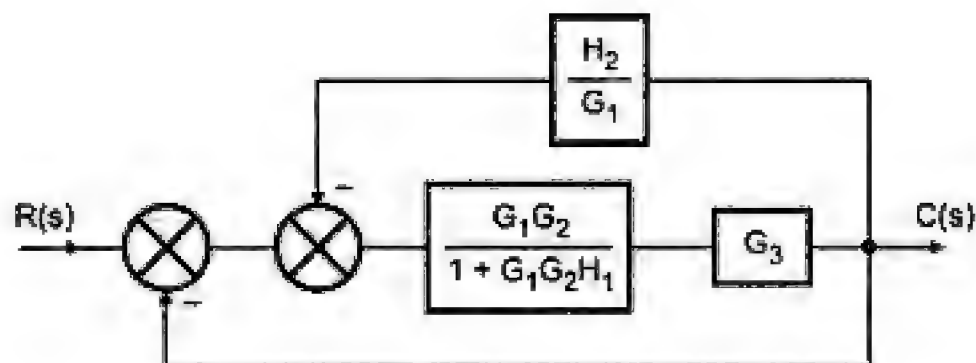 H₂
G₁
−
R(s)
G₁G₂
1 + G₁G₂H₁
G₃
C(s)
−